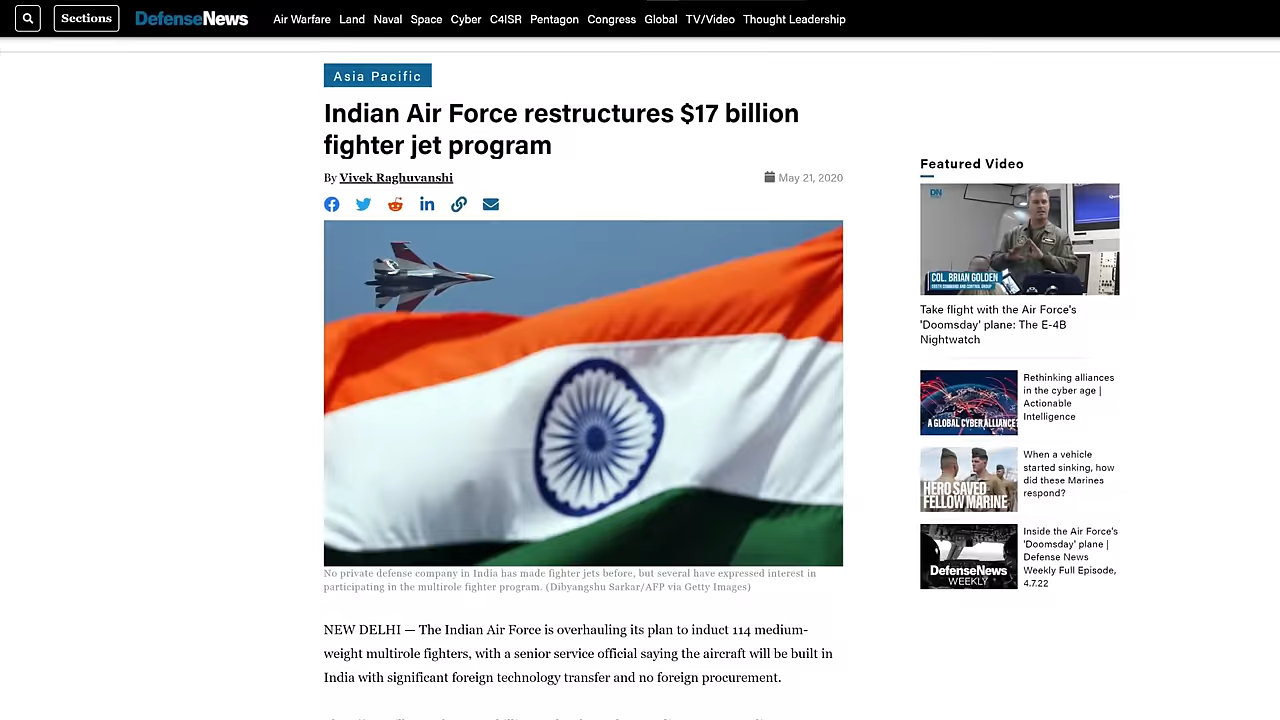 Sections
DefenseNews
Air Warfare Land Naval Space Cyber C4ISR Pentagon Congress Global TV/Video Thought Leadership
Asia Pacific
Indian Air Force restructures $17 billion
fighter jet program
By Vivek Raghuvanshi
May 21, 2020
No private defense company in India has made fighter jets before, but several have expressed interest in
participating in the multirole fighter program. (Dibyangshu Sarkar/AFP via Getty Images)
NEW DELHI — The Indian Air Force is overhauling its plan to induct 114 medium-
weight multirole fighters, with a senior service official saying the aircraft will be built in
India with significant foreign technology transfer and no foreign procurement.
Featured Video
DN
COL. BRIAN GOLDEN
Take flight with the Air Force's
'Doomsday' plane: The E-4B
Nightwatch
A GLOBAL CYBER ALLIANCE
Rethinking alliances
in the cyber age |
Actionable
Intelligence
HERO SAVED
FELLOW MARINE
When a vehicle
started sinking, how
did these Marines
respond?
DefenseNews
WEEKLY
Inside the Air Force's
'Doomsday' plane |
Defense News
Weekly Full Episode,
4.7.22